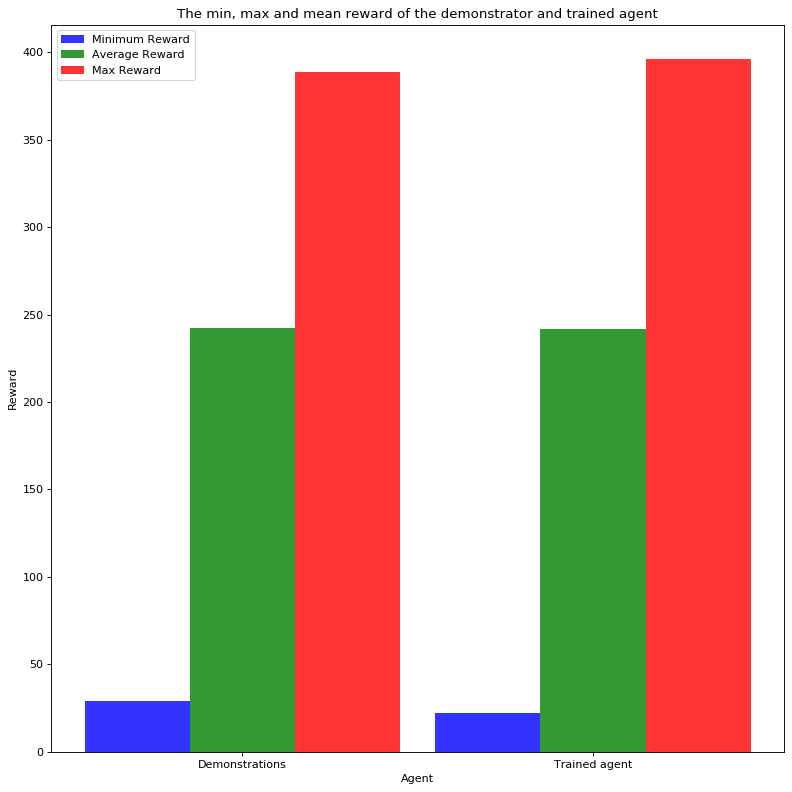 The min, max and mean reward of the demonstrator and trained agent
Minimum Reward
Average Reward
Max Reward
400
350
300
250
200
150
100
50
0
Reward
Demonstrations
Trained agent
Agent